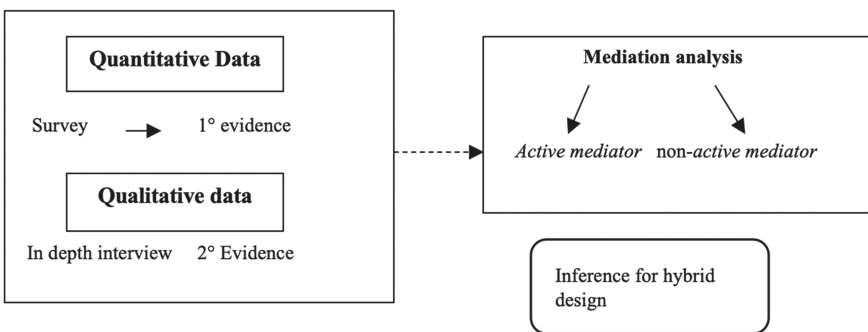 Quantitative Data
Survey 1° evidence
Qualitative data
In depth interview 2° Evidence
Mediation analysis
Active mediator non-active mediator
Inference for hybrid
design